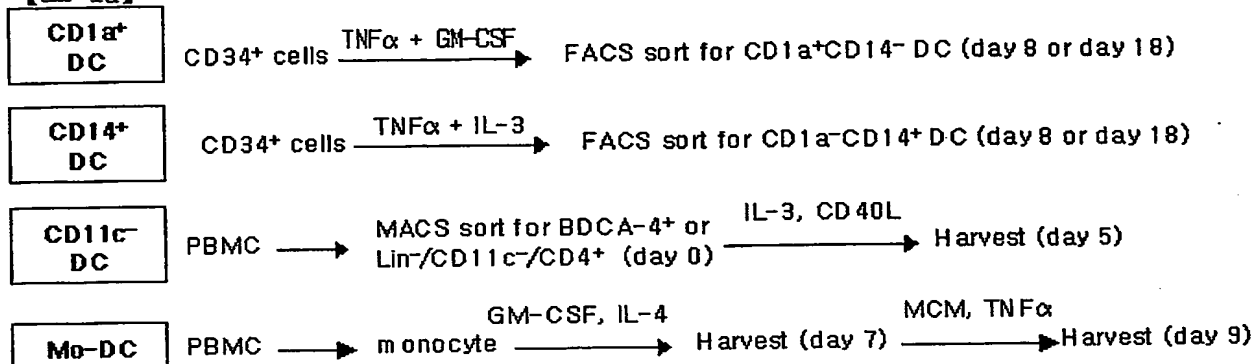 CD1a⁺ DC
CD34⁺ cells TNFα + GM-CSF FACS sort for CD1a⁺CD14⁻ DC (day 8 or day 18)
CD14⁺ DC
CD34⁺ cells TNFα + IL-3 FACS sort for CD1a⁻CD14⁺ DC (day 8 or day 18)
CD11c⁻ DC
PBMC MACS sort for BDCA-4⁺ or
Lin⁻/CD11c⁻/CD4⁺ (day 0) IL-3, CD40L Harvest (day 5)
Mo-DC PBMC monocyte GM-CSF, IL-4 Harvest (day 7) MCM, TNFα Harvest (day 9)